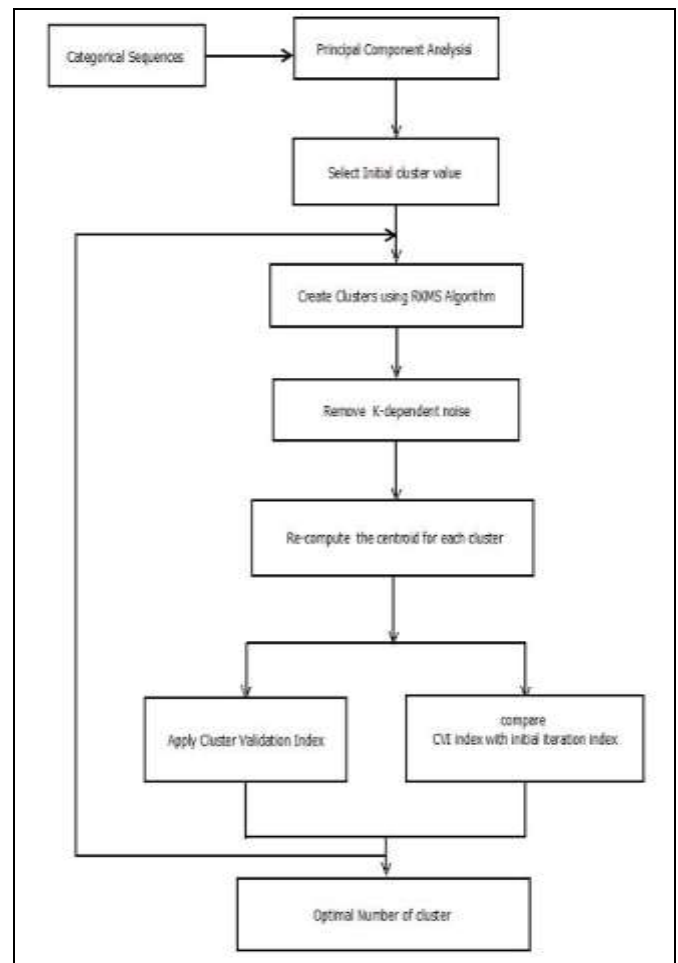 Categorical Sequences
Principal Component Analysisi
Select Initial cluster value
Create Clusters using RKMS Algorithm
Remove K-dependent noise
Re-compute the centroid for each cluster
Apply Cluster Validation Index
compare
CVI index with initial iteration index
Optimal Number of cluster